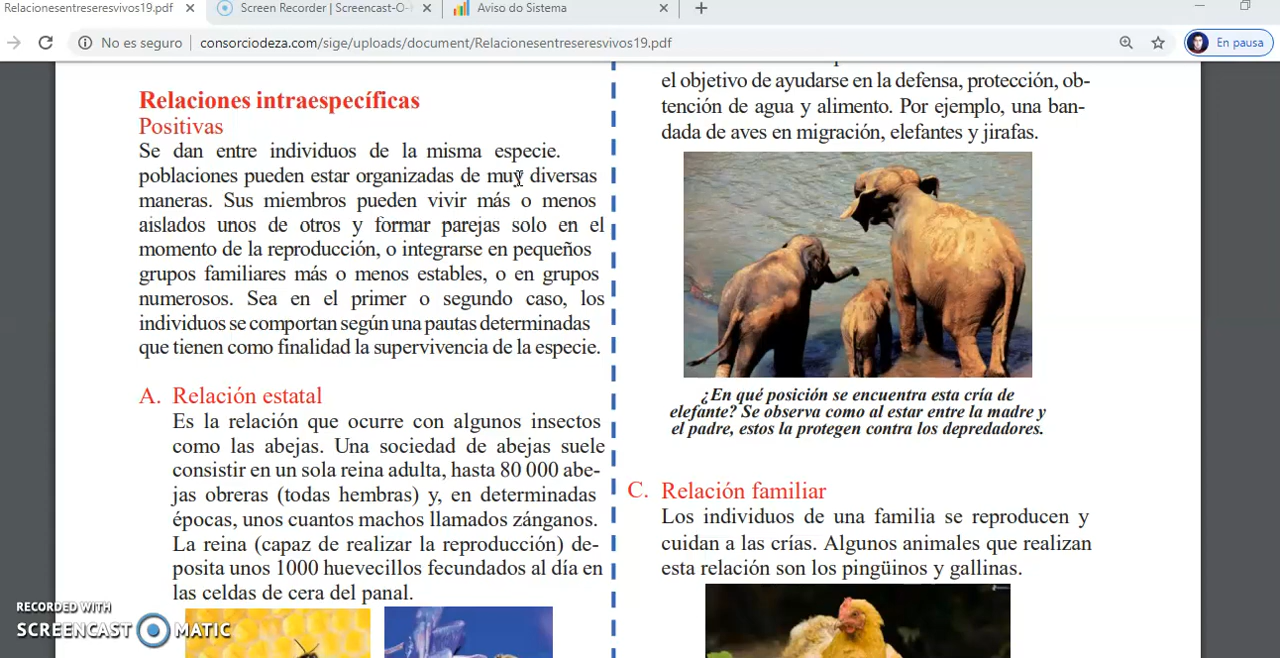 Relacionesentreseresvivos19.pdf
Screen Recorder | Screencast-O-
Aviso do Sistema
No es seguro
consorciodeza.com/sige/uploads/document/Relacionesentreseresvivos19.pdf
En pausa
Relaciones intraespecíficas
Positivas
Se dan entre individuos de la misma especie.
poblaciones pueden estar organizadas de muy diversas
maneras. Sus miembros pueden vivir más o menos
aislados unos de otros y formar parejas solo en el
momento de la reproducción, o integrarse en pequeños
grupos familiares más o menos estables, o en grupos
numerosos. Sea en el primer o segundo caso, los
individuos se comportan según una pautas determinadas
que tienen como finalidad la supervivencia de la especie.
A. Relación estatal
Es la relación que ocurre con algunos insectos
como las abejas. Una sociedad de abejas suele
consistir en un sola reina adulta, hasta 80 000 abe-
jas obreras (todas hembras) y, en determinadas
épocas, unos cuantos machos llamados zánganos.
La reina (capaz de realizar la reproducción) de-
posita unos 1000 huevecillos fecundados al día en
las celdas de cera del panal.
el objetivo de ayudarse en la defensa, protección, ob-
tención de agua y alimento. Por ejemplo, una ban-
dada de aves en migración, elefantes y jirafas.
¿En qué posición se encuentra esta cría de
elefante? Se observa como al estar entre la madre y
el padre, estos la protegen contra los depredadores.
C. Relación familiar
Los individuos de una familia se reproducen y
cuidan a las crías. Algunos animales que realizan
esta relación son los pingüinos y gallinas.
RECORDED WITH
SCREENCAST MATIC